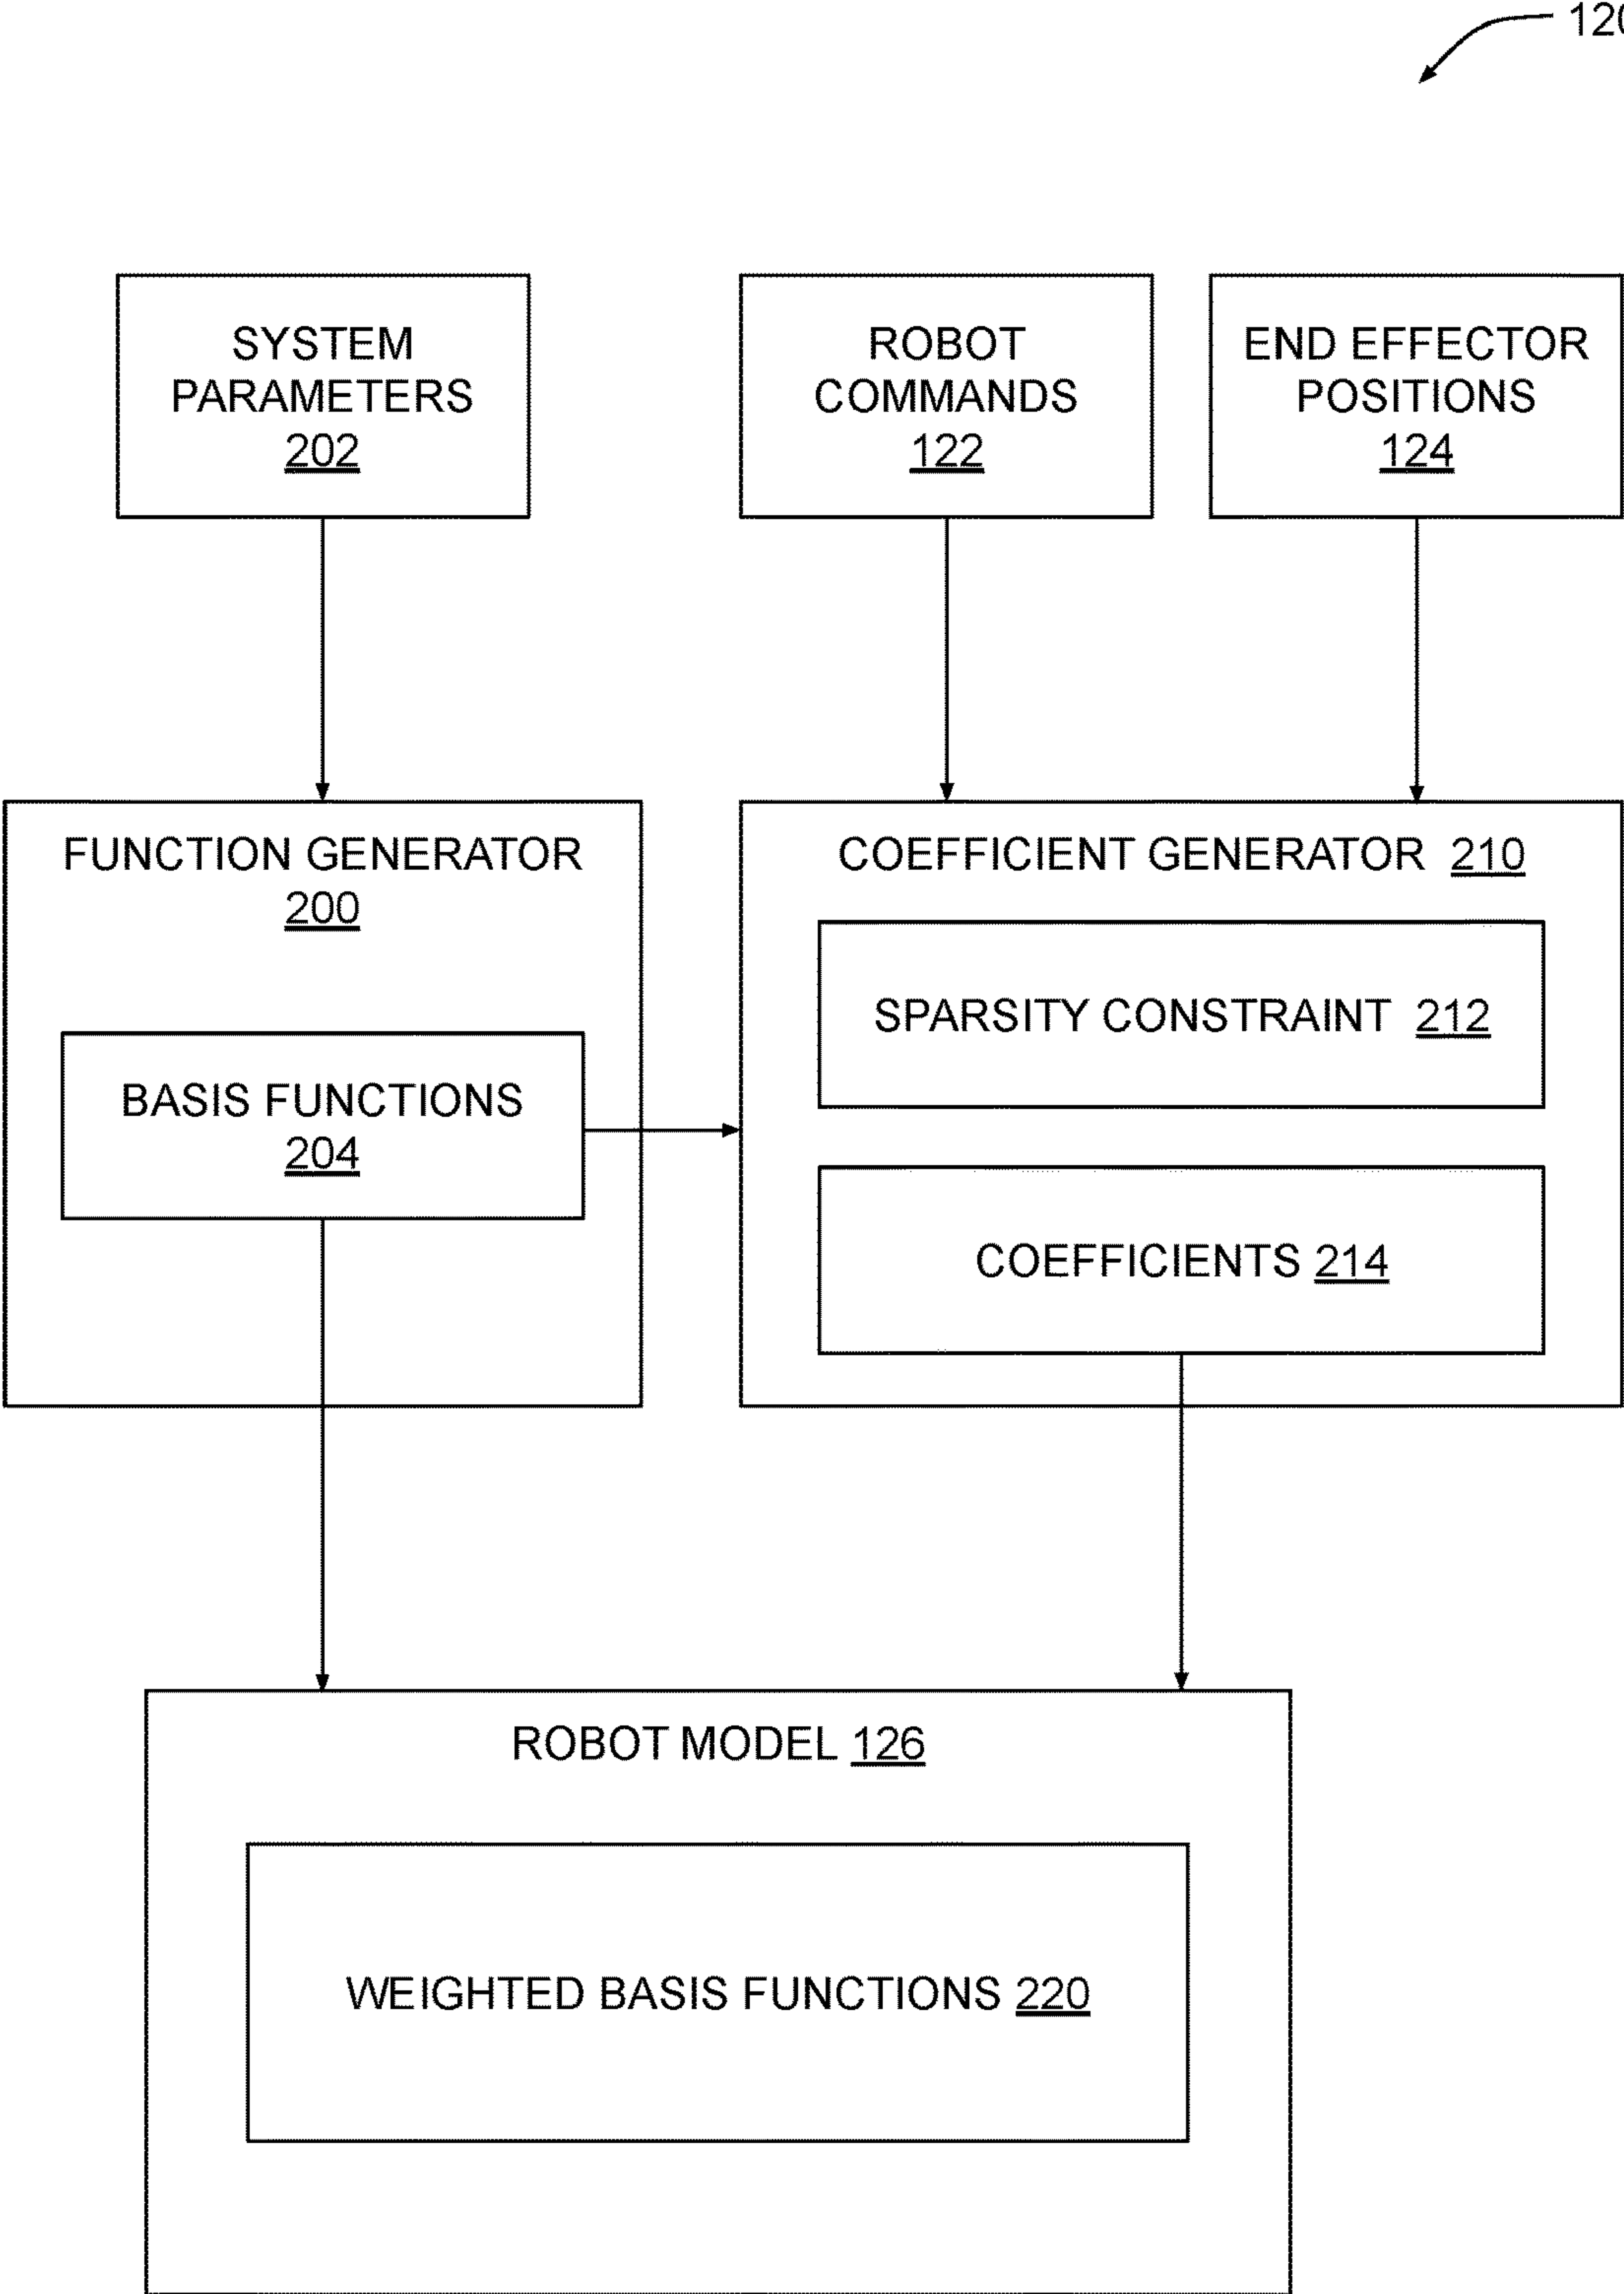 120
SYSTEM
PARAMETERS
202
ROBOT
COMMANDS
122
END EFFECTOR
POSITIONS
124
FUNCTION GENERATOR
200
BASIS FUNCTIONS
204
COEFFICIENT GENERATOR 210
SPARSITY CONSTRAINT 212
COEFFICIENTS 214
ROBOT MODEL 126
WEIGHTED BASIS FUNCTIONS 220